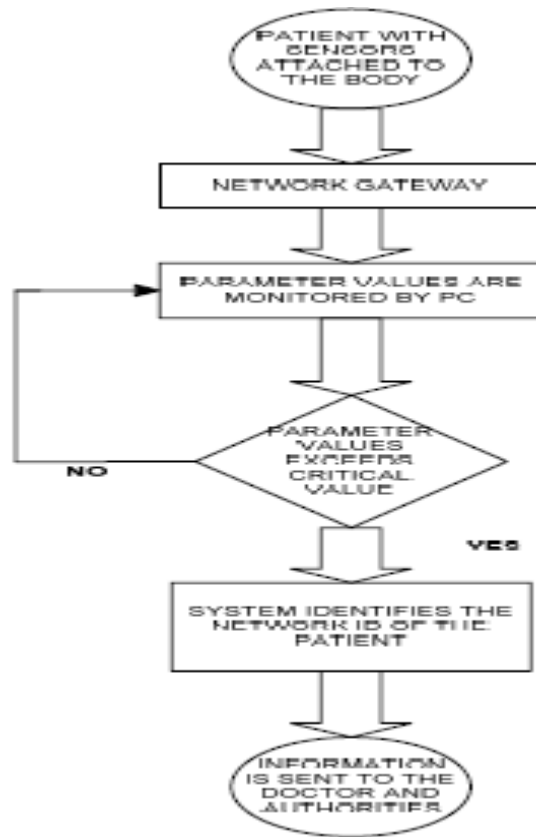 PATIENT WITH
SENSORS
ATTACHED TO
THE BODY
NETWORK GATEWAY
PARAMETER VALUES ARE
MONITORED BY PC
PARAMETER
VALUES
EXCEEDS
CRITICAL
VALUE
NO
YES
SYSTEM IDENTIFIES THE
NETWORK ID OF THE
PATIENT
INFORMATION
IS SENT TO THE
DOCTOR AND
AUTHORITIES